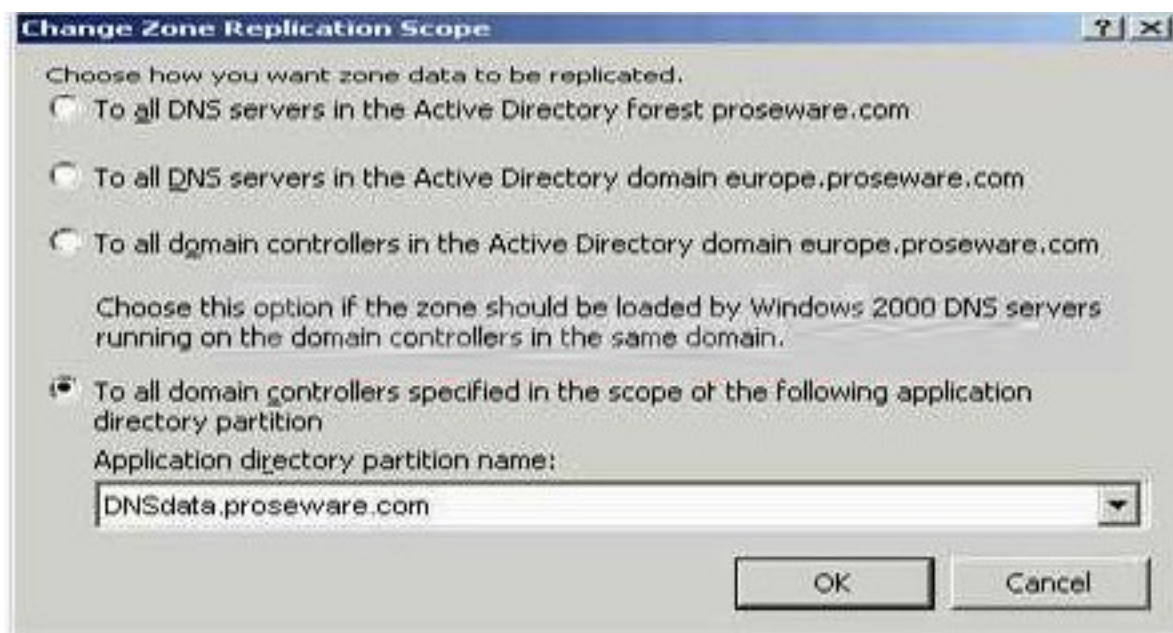 Change Zone Replication Scope
Choose how you want zone data to be replicated.
To all DNS servers in the Active Directory forest proseware.com
To all DNS servers in the Active Directory domain europe.proseware.com
To all domain controllers in the Active Directory domain europe.proseware.com
Choose this option if the zone should be loaded by Windows 2000 DNS servers
running on the domain controllers in the same domain.
To all domain controllers specified in the scope of the following application
directory partition
Application directory partition name:
DNSdata.proseware.com
OK Cancel